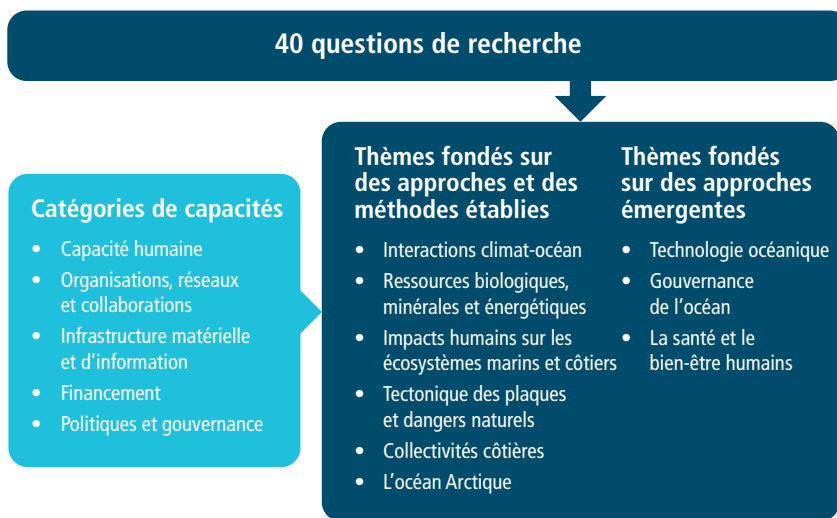 40 questions de recherche
Catégories de capacités
• Capacité humaine
• Organisations, réseaux
et collaborations
• Infrastructure matérielle
et d’information
• Financement
• Politiques et gouvernance
Thèmes fondés sur
des approches et des
méthodes établies
• Interactions climat-océan
• Ressources biologiques,
minérales et énergétiques
• Impacts humains sur les
écosystèmes marins et côtiers
• Tectonique des plaques
et dangers naturels
• Collectivités côtières
• L’océan Arctique
Thèmes fondés
sur des approches
émergentes
• Technologie océanique
• Gouvernance
de l’océan
• La santé et le
bien-être humains